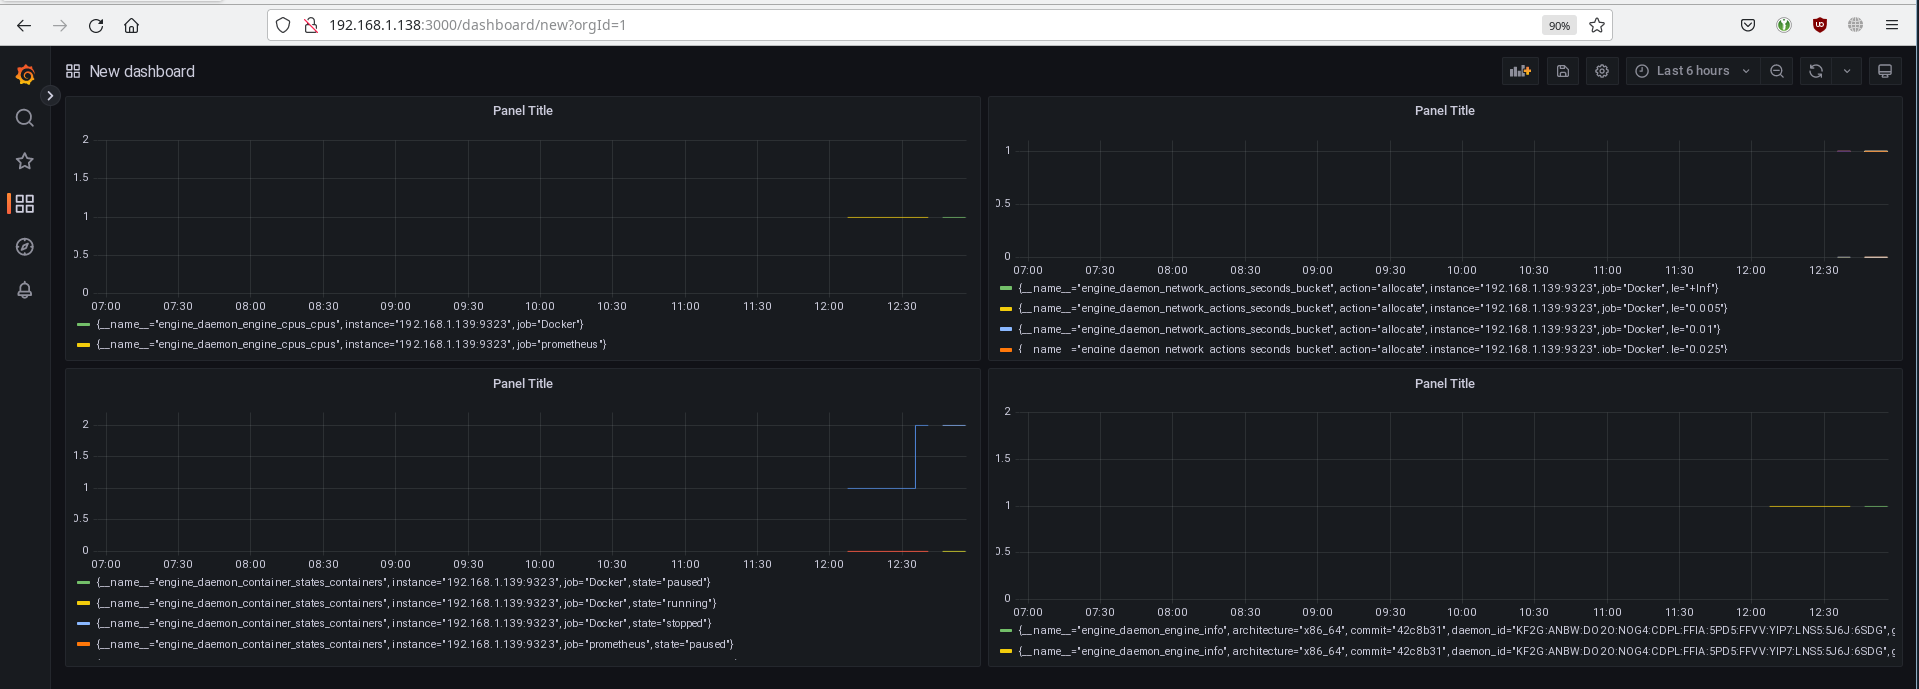 192.168.1.138:3000/dashboard/new?orgId=1
90%
New dashboard
Last 6 hours
Panel Title
2
1.5
1
0.5
0
07:00 07:30 08:00 08:30 09:00 09:30 10:00 10:30 11:00 11:30 12:00 12:30
{__name__="engine_daemon_engine_cpus_cpus", instance="192.168.1.139:9323", job="Docker"}
{__name__="engine_daemon_engine_cpus_cpus", instance="192.168.1.139:9323", job="prometheus"}
Panel Title
1
0.5
0
07:00 07:30 08:00 08:30 09:00 09:30 10:00 10:30 11:00 11:30 12:00 12:30
{__name__="engine_daemon_network_actions_seconds_bucket", action="allocate", instance="192.168.1.139:9323", job="Docker", le="+Inf"}
{__name__="engine_daemon_network_actions_seconds_bucket", action="allocate", instance="192.168.1.139:9323", job="Docker", le="0.005"}
{__name__="engine_daemon_network_actions_seconds_bucket", action="allocate", instance="192.168.1.139:9323", job="Docker", le="0.01"}
{__name__="engine_daemon_network_actions_seconds_bucket", action="allocate", instance="192.168.1.139:9323", job="Docker", le="0.025"}
Panel Title
2
1.5
1
0.5
0
07:00 07:30 08:00 08:30 09:00 09:30 10:00 10:30 11:00 11:30 12:00 12:30
{__name__="engine_daemon_container_states_containers", instance="192.168.1.139:9323", job="Docker", state="paused"}
{__name__="engine_daemon_container_states_containers", instance="192.168.1.139:9323", job="Docker", state="running"}
{__name__="engine_daemon_container_states_containers", instance="192.168.1.139:9323", job="Docker", state="stopped"}
{__name__="engine_daemon_container_states_containers", instance="192.168.1.139:9323", job="prometheus", state="paused"}
Panel Title
2
1.5
1
0.5
0
07:00 07:30 08:00 08:30 09:00 09:30 10:00 10:30 11:00 11:30 12:00 12:30
{__name__="engine_daemon_engine_info", architecture="x86_64", commit="42c8b31", daemon_id="KF2G:ANBW:DO2O:NOG4:CDPL:FFIA:5PD5:FFVV:YIP7:LNS5:5J6J:6SDG",
{__name__="engine_daemon_engine_info", architecture="x86_64", commit="42c8b31", daemon_id="KF2G:ANBW:DO2O:NOG4:CDPL:FFIA:5PD5:FFVV:YIP7:LNS5:5J6J:6SDG",